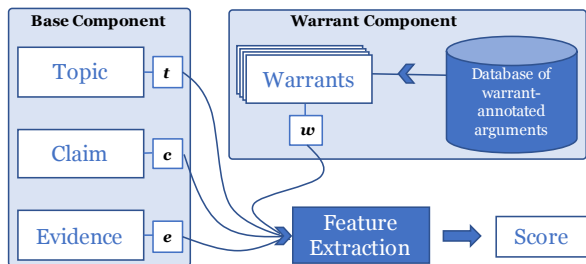 Base Component
Topic
t
Claim
c
Evidence
e
Warrant Component
Warrants
w
Database of
warrant-
annotated
arguments
Feature
Extraction
Score